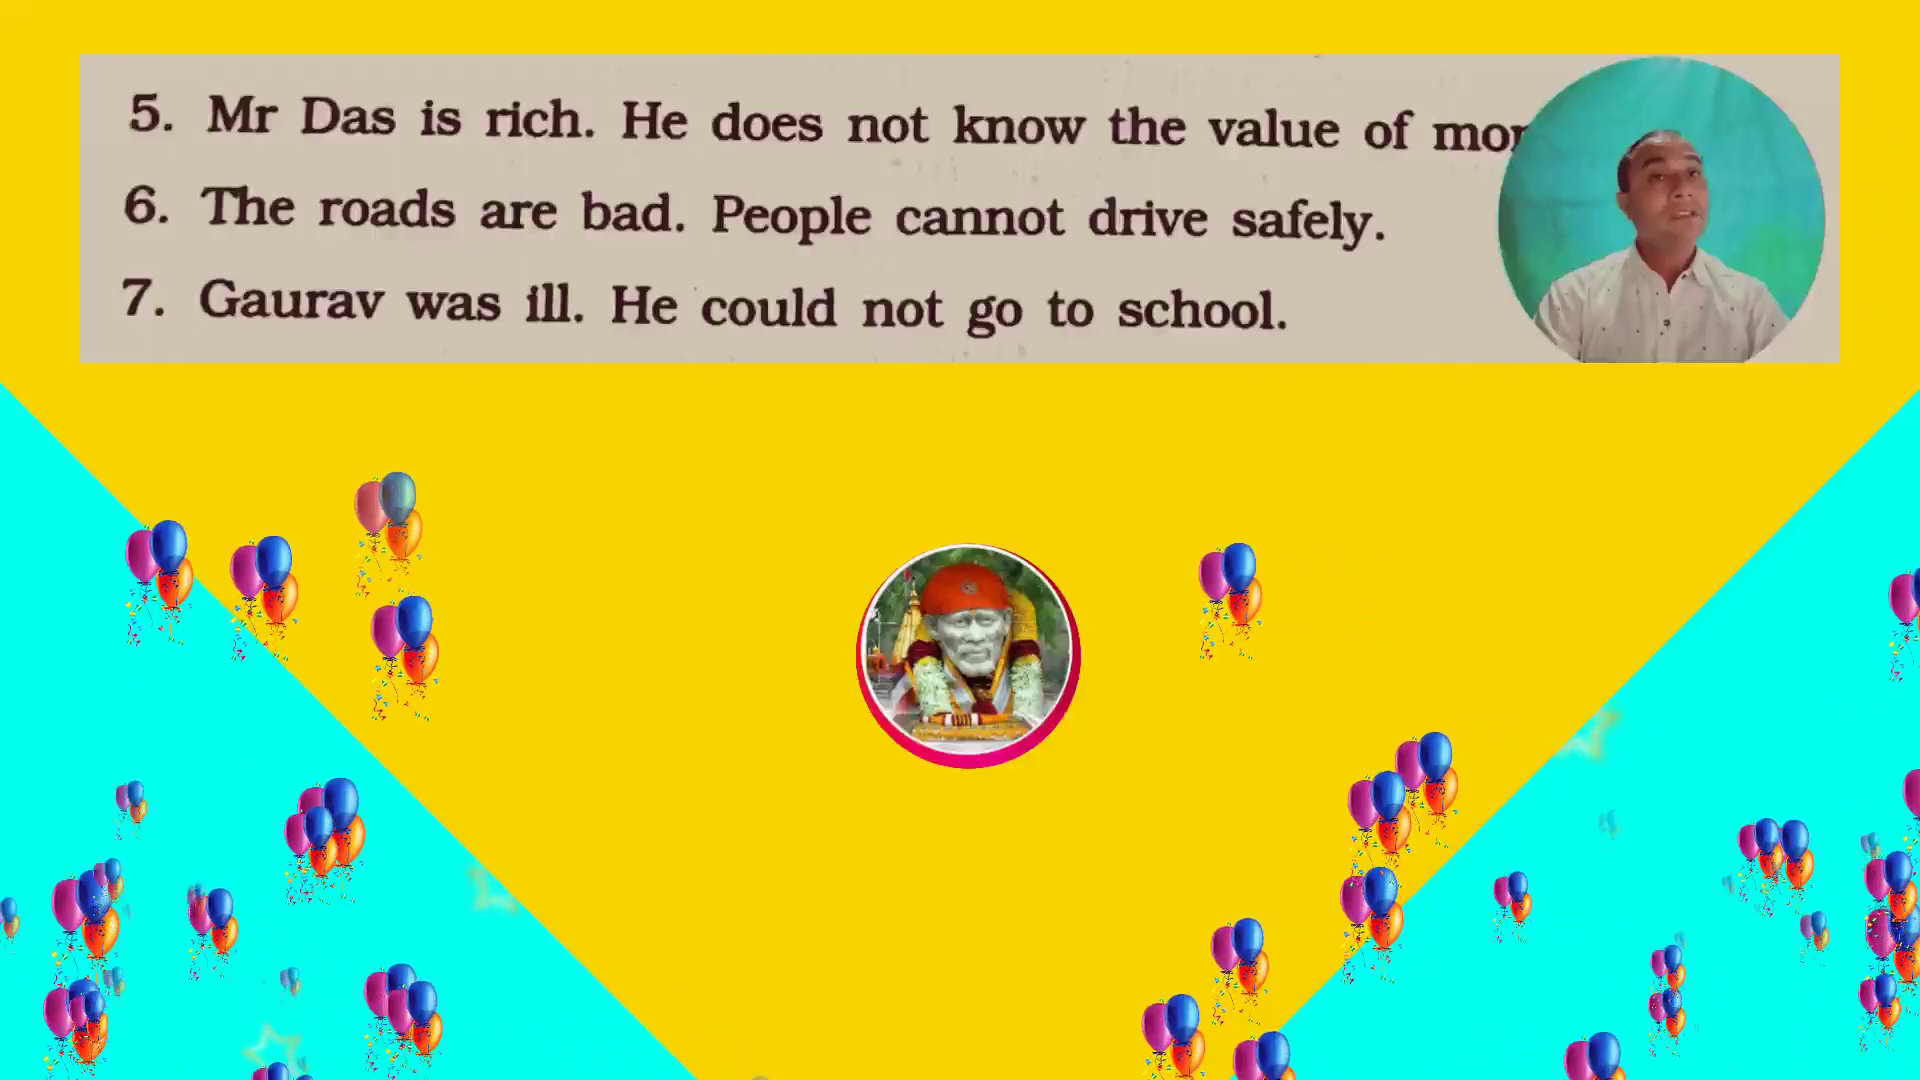 5. Mr Das is rich. He does not know the value of
6. The roads are bad. People cannot drive safely.
7. Gaurav was ill. He could not go to school.